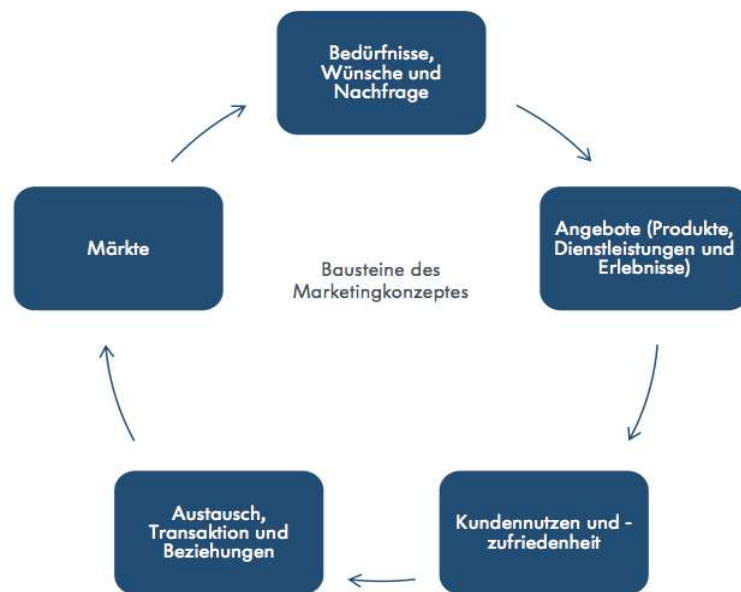 Bedürfnisse,
Wünsche und
Nachfrage
Angebote (Produkte,
Dienstleistungen und
Erlebnisse)
Kundennutzen und -
zufriedenheit
Austausch,
Transaktion und
Beziehungen
Märkte
Bausteine des
Marketingkonzeptes